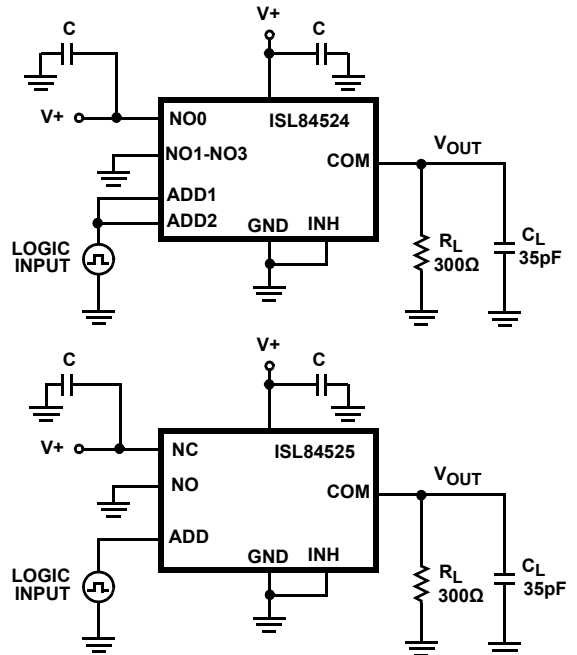 V+
C
C
V+
NO0
ISL84524
NO1-NO3
COM
VOUT
ADD1
ADD2
GND
INH
LOGIC
INPUT
RL
300Ω
CL
35pF
V+
C
C
V+
NC
ISL84525
NO
COM
VOUT
ADD
GND
INH
LOGIC
INPUT
RL
300Ω
CL
35pF